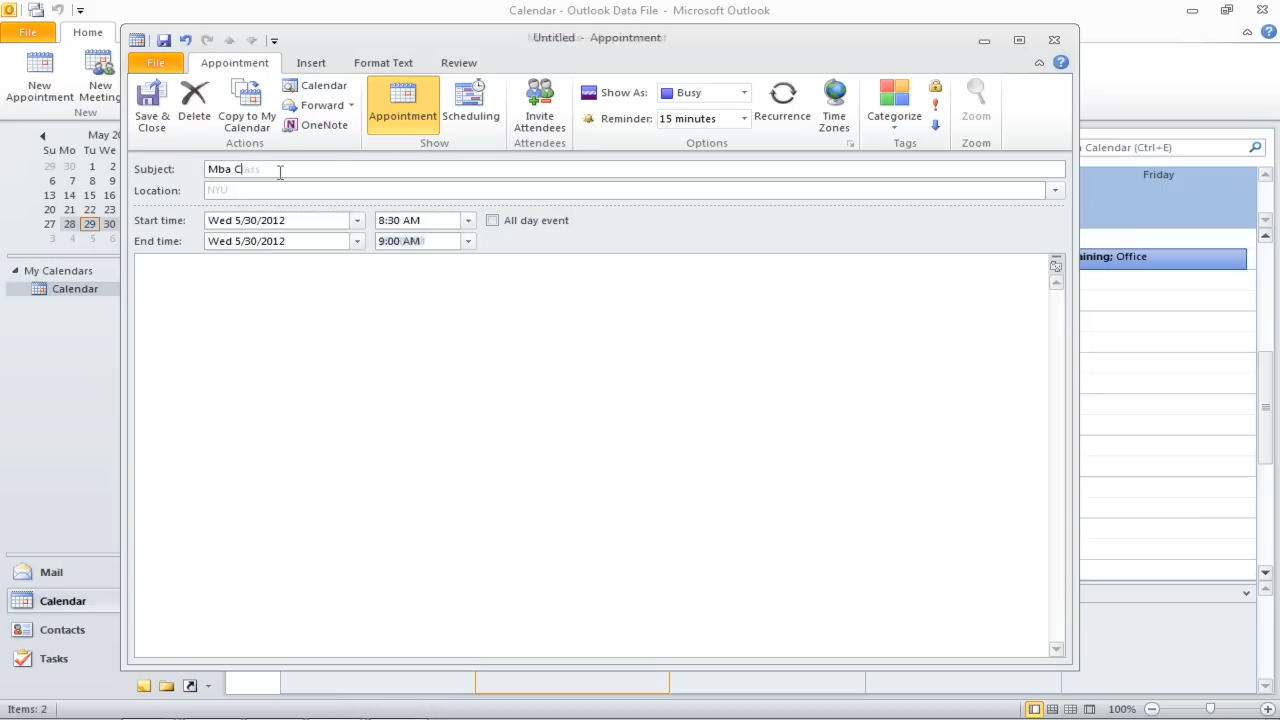 Calendar - Outlook Data File - Microsoft Outlook
File Home
Untitled - Appointment
File Appointment Insert Format Text Review
New Appointment
New Meeting
New
Save & Close
Delete
Copy to My Calendar
Calendar
Forward
OneNote
Actions
Appointment
Scheduling
Show
Invite Attendees
Attendees
Show As: Busy
Reminder: 15 minutes
Recurrence
Time Zones
Options
Categorize
Tags
Zoom
Zoom
May 20
Su Mo Tu We
29 30 1 2
6 7 8 9
13 14 15 16
20 21 22 23
27 28 29 30
3 4 5 6
My Calendars
Calendar
Subject: Mba Class
Location: NYU
Start time: Wed 5/30/2012 8:30 AM All day event
End time: Wed 5/30/2012 9:00 AM
Calendar (Ctrl+E)
Friday
aining; Office
Mail
Calendar
Contacts
Tasks
Items: 2
100%